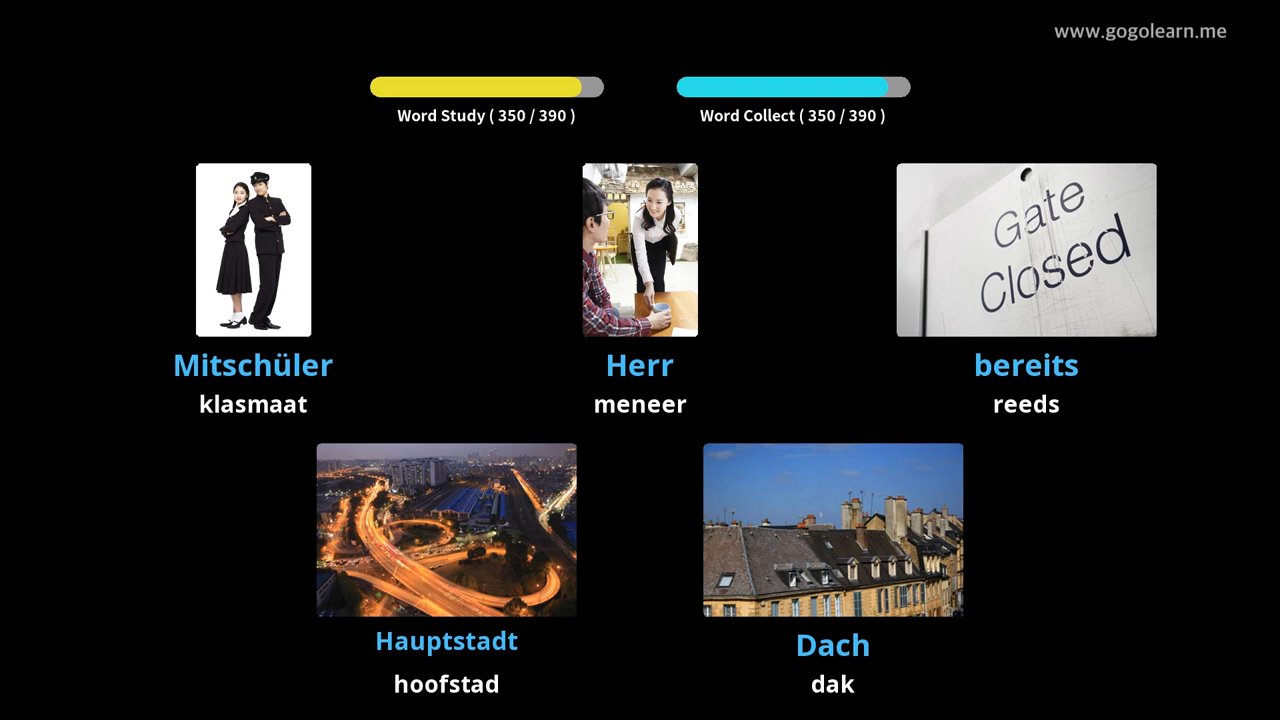 www.gogolearn.me
Word Study ( 350 / 390 )
Word Collect ( 350 / 390 )
Gate
Closed
Mitschüler
klasmaat
Herr
meneer
bereits
reeds
Hauptstadt
hoofstad
Dach
dak